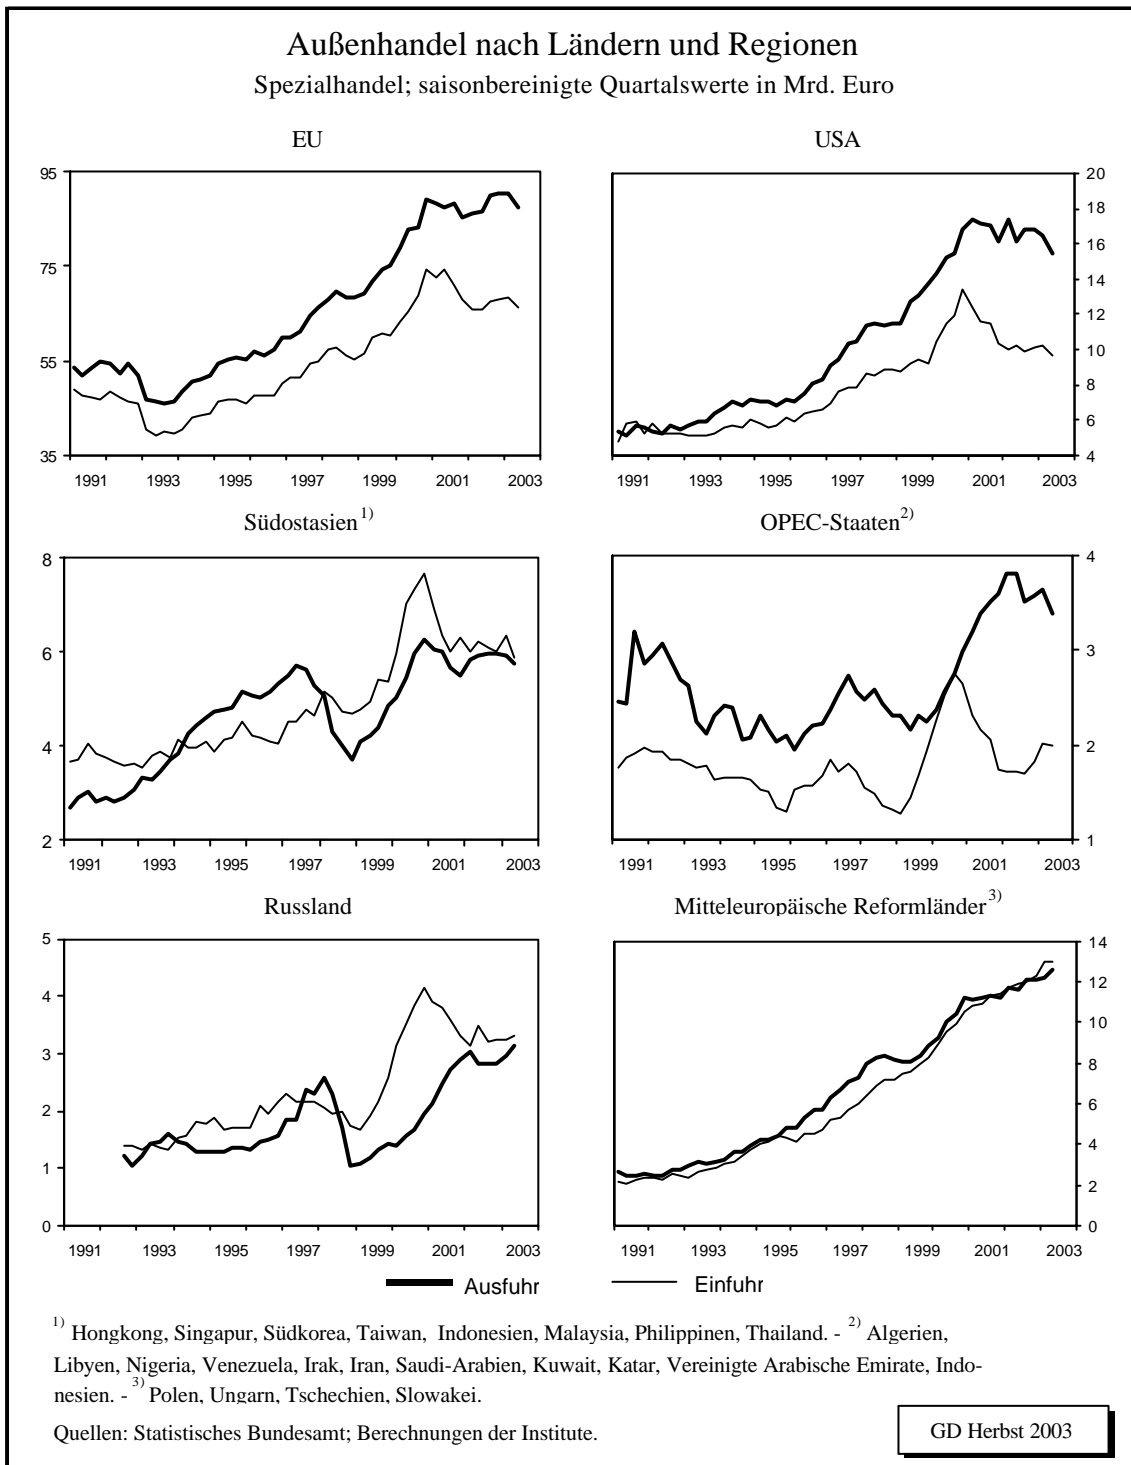 Außenhandel nach Ländern und Regionen
Spezialhandel; saisonbereinigte Quartalswerte in Mrd. Euro
EU
95
75
55
35
1991 1993 1995 1997 1999 2001 2003
USA
20
18
16
14
12
10
8
6
4
1991 1993 1995 1997 1999 2001 2003
Südostasien 1)
8
6
4
2
1991 1993 1995 1997 1999 2001 2003
OPEC-Staaten 2)
4
3
2
1
1991 1993 1995 1997 1999 2001 2003
Russland
5
4
3
2
1
0
1991 1993 1995 1997 1999 2001 2003
Mitteleuropäische Reformländer 3)
14
12
10
8
6
4
2
0
1991 1993 1995 1997 1999 2001 2003
Ausfuhr Einfuhr
1) Hongkong, Singapur, Südkorea, Taiwan, Indonesien, Malaysia, Philippinen, Thailand. - 2) Algerien,
Libyen, Nigeria, Venezuela, Irak, Iran, Saudi-Arabien, Kuwait, Katar, Vereinigte Arabische Emirate, Indo-
nesien. - 3) Polen, Ungarn, Tschechien, Slowakei.
Quellen: Statistisches Bundesamt; Berechnungen der Institute.
GD Herbst 2003